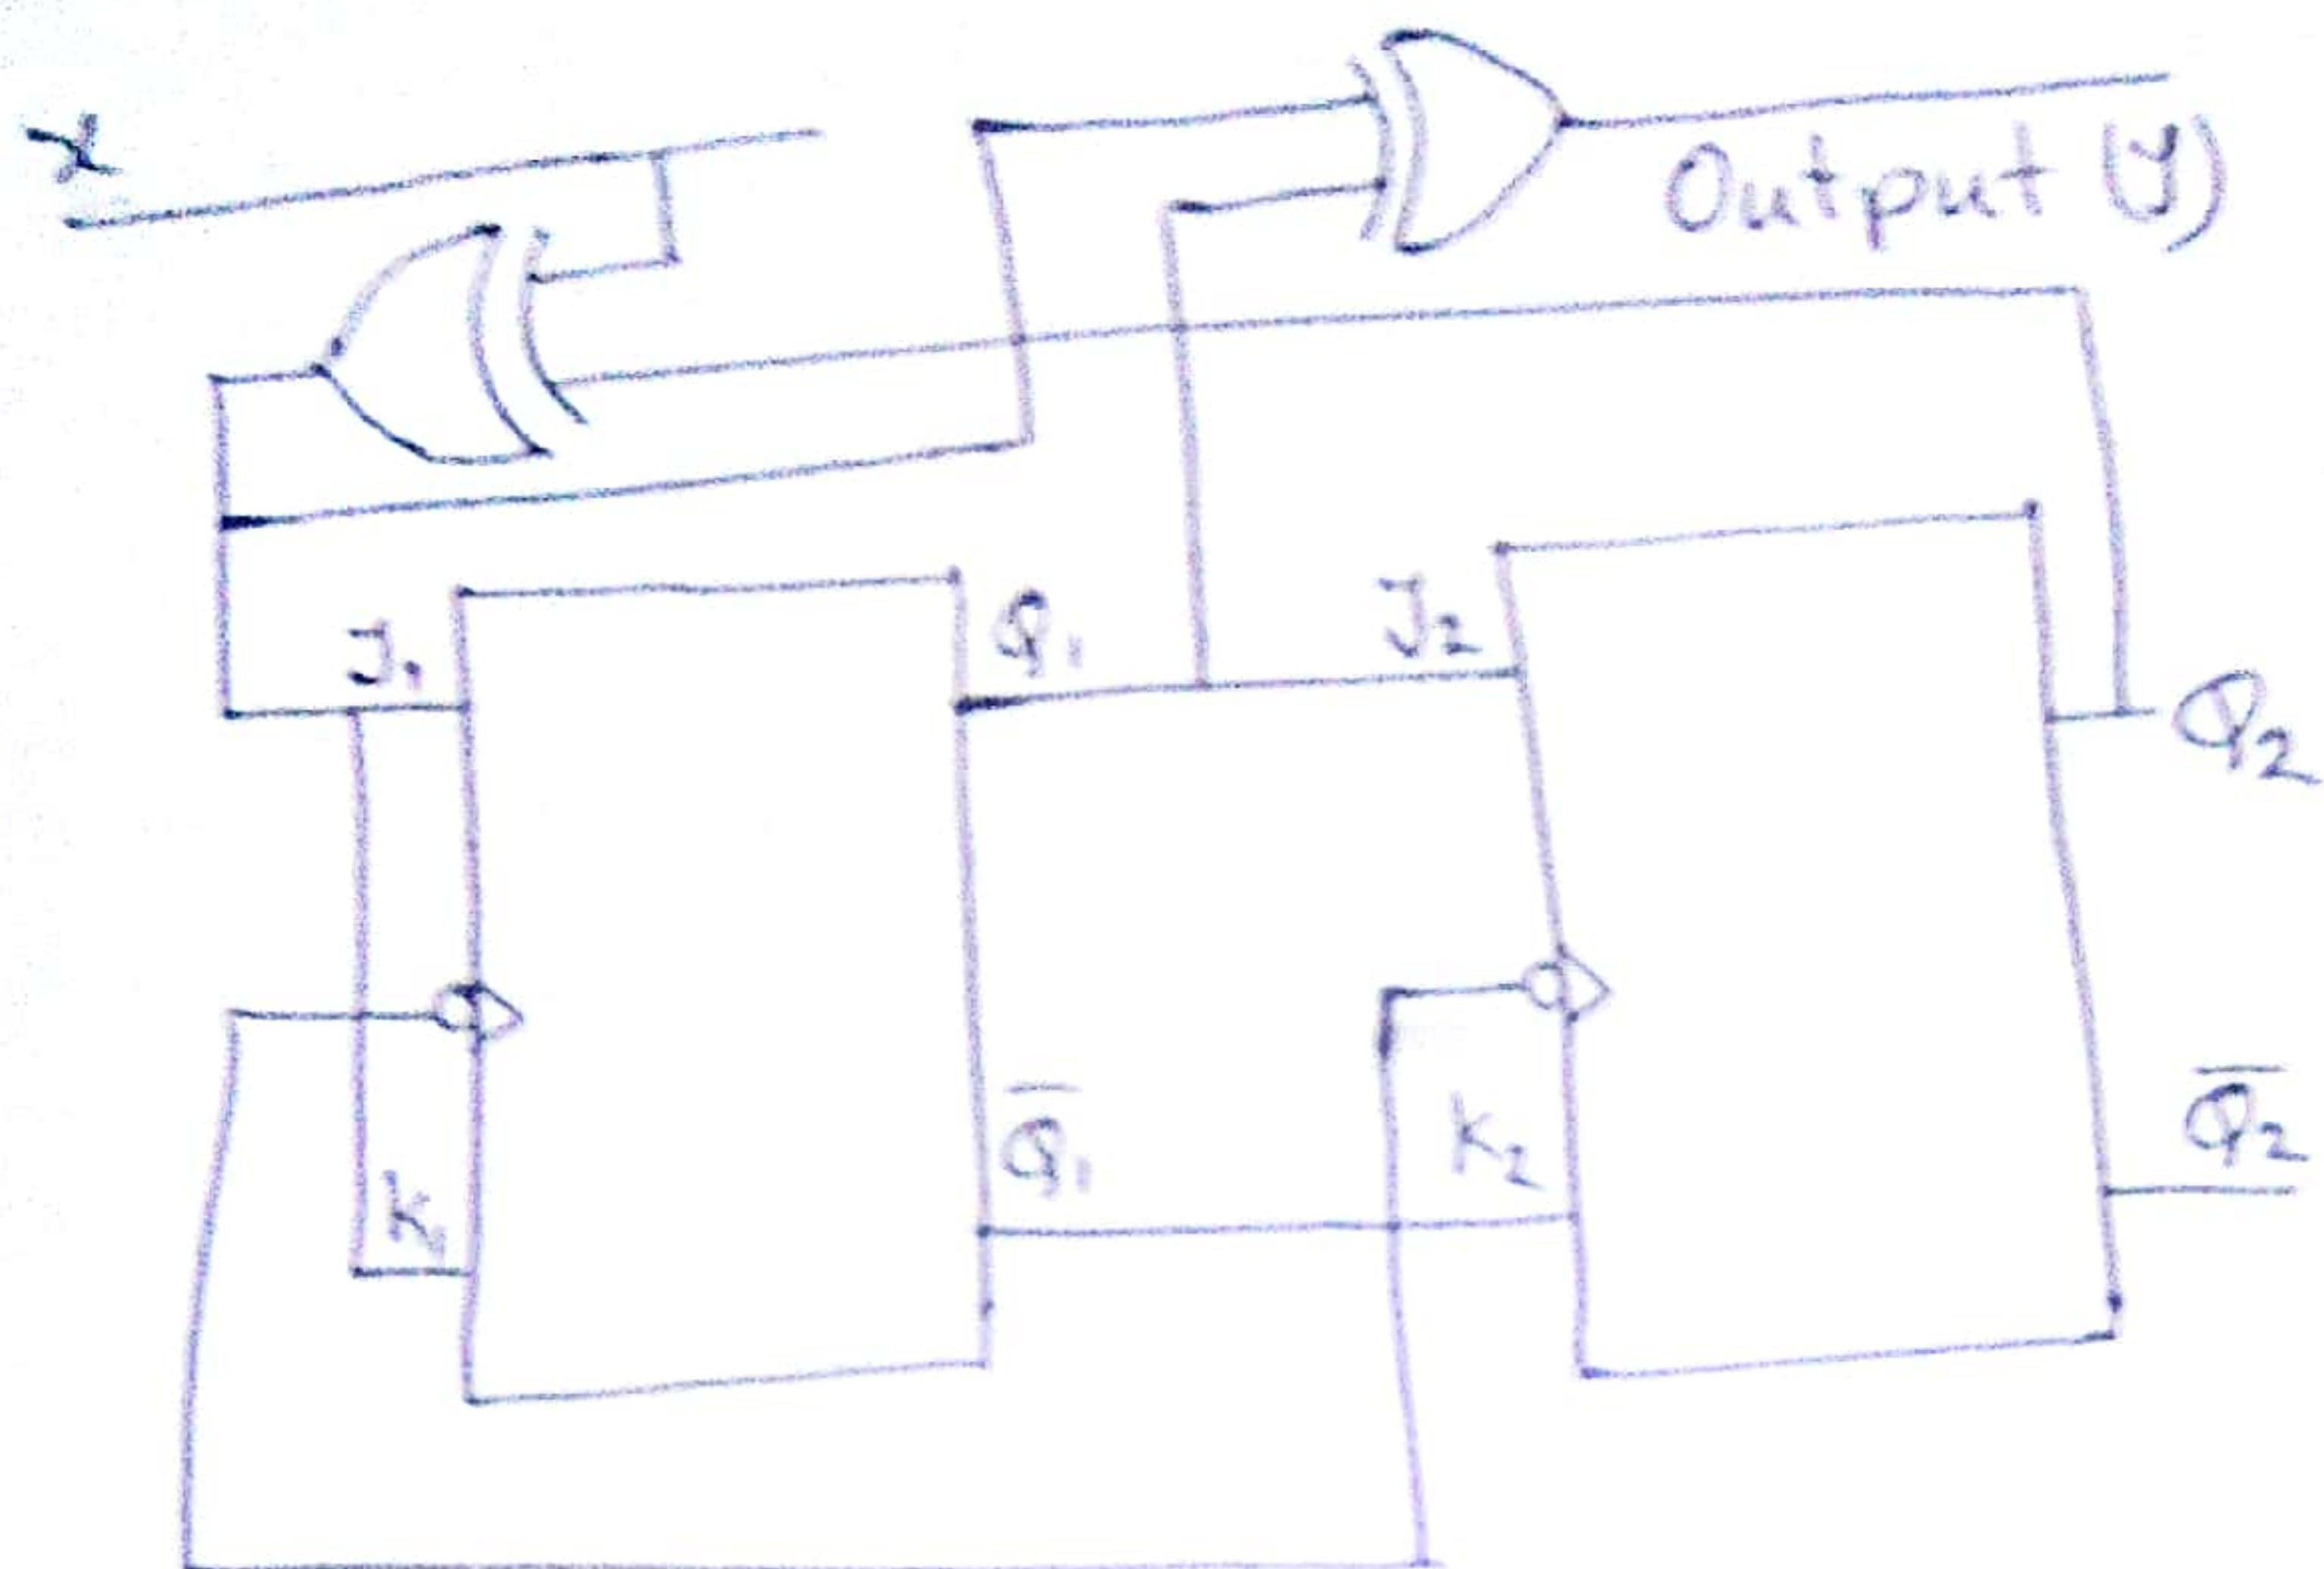 x
Output (y)
J₁
Q₁
J₂
Q₂
K₁
Q̅₁
K₂
Q̅₂